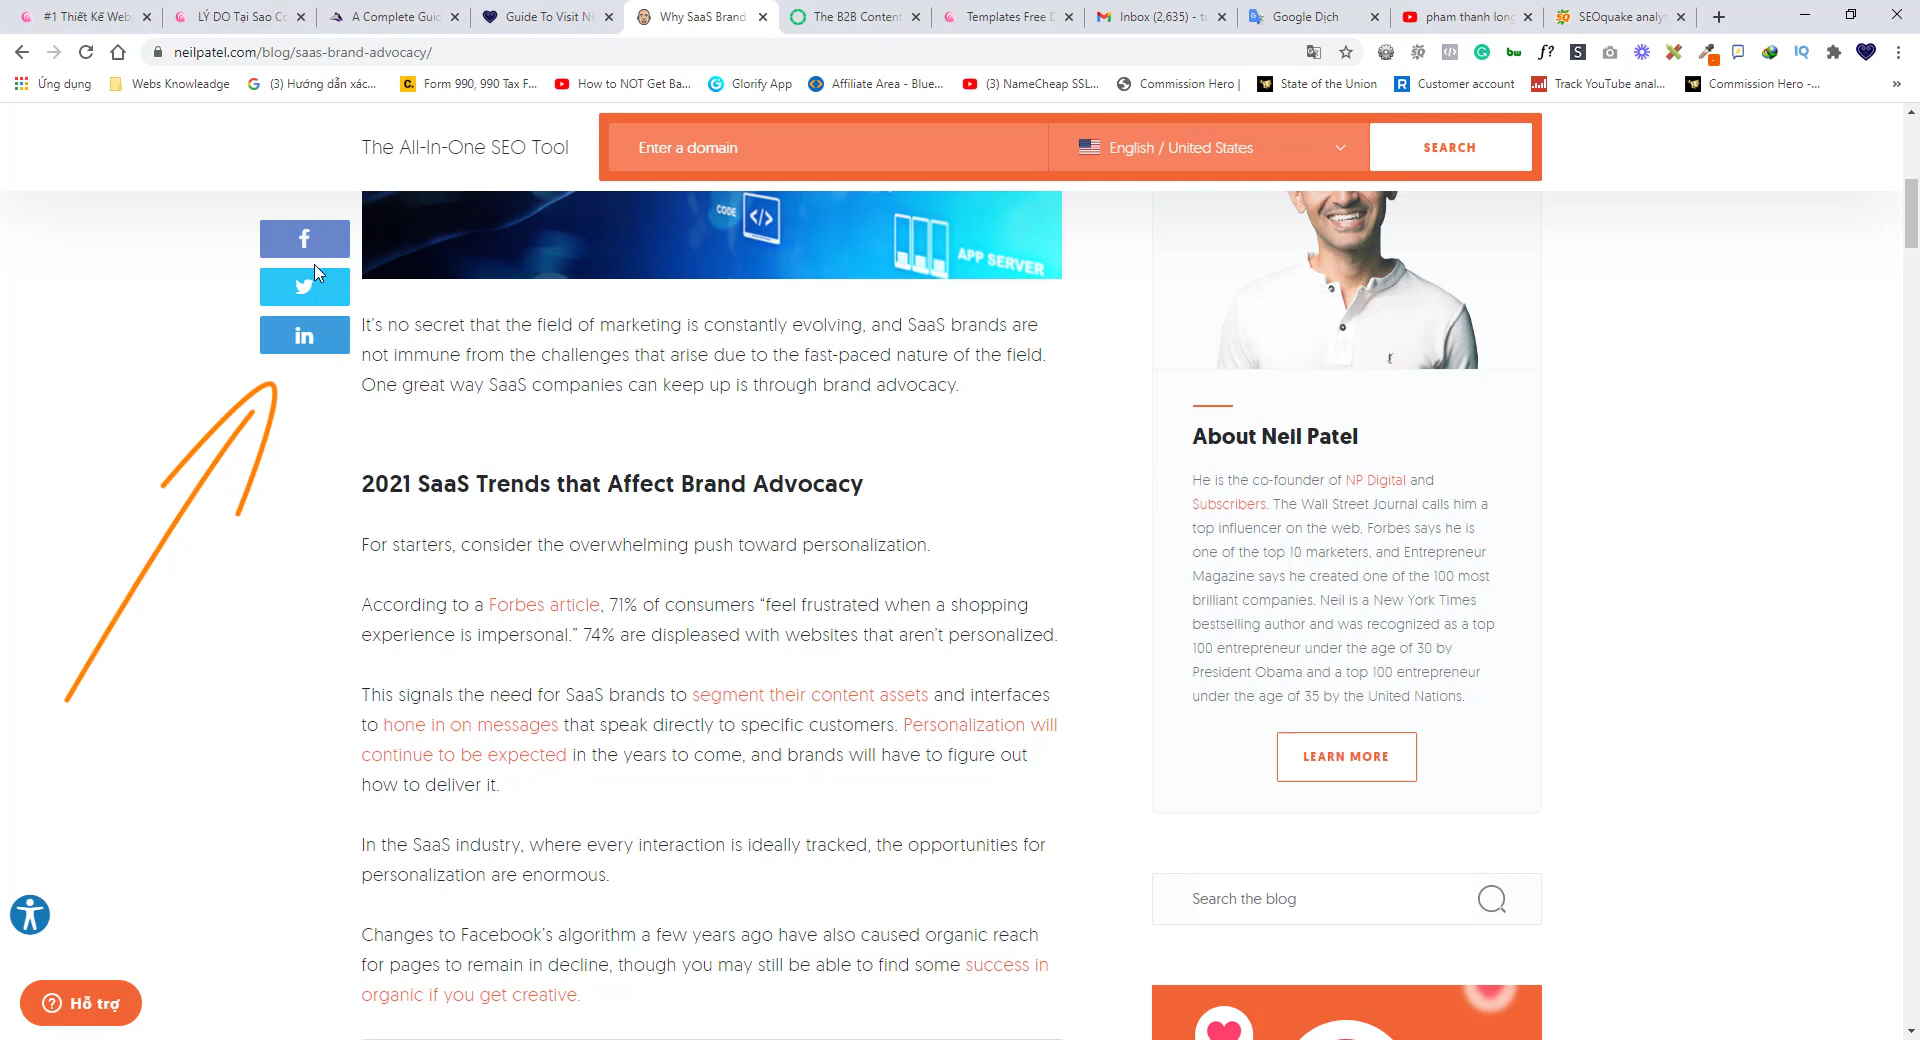 #1 Thiết Kế Webs
LÝ DO Tại Sao Cơ
A Complete Guid
Guide To Visit Ni
Why SaaS Brand
The B2B Content
Templates Free D
Inbox (2,635) - tu
Google Dịch
pham thanh long
SEOquake analyt
neilpatel.com/blog/saas-brand-advocacy/
Ứng dụng
Webs Knowleadge
(3) Hướng dẫn xác...
Form 990, 990 Tax F...
How to NOT Get Ba...
Glorify App
Affiliate Area - Blue...
(3) NameCheap SSL...
Commission Hero |
State of the Union
Customer account
Track YouTube anal...
Commission Hero -...
The All-In-One SEO Tool
Enter a domain
English / United States
SEARCH
CODE
APP SERVER
It's no secret that the field of marketing is constantly evolving, and SaaS brands are
not immune from the challenges that arise due to the fast-paced nature of the field.
One great way SaaS companies can keep up is through brand advocacy.
2021 SaaS Trends that Affect Brand Advocacy
For starters, consider the overwhelming push toward personalization.
According to a Forbes article, 71% of consumers “feel frustrated when a shopping
experience is impersonal.” 74% are displeased with websites that aren't personalized.
This signals the need for SaaS brands to segment their content assets and interfaces
to hone in on messages that speak directly to specific customers. Personalization will
continue to be expected in the years to come, and brands will have to figure out
how to deliver it.
In the SaaS industry, where every interaction is ideally tracked, the opportunities for
personalization are enormous.
Changes to Facebook's algorithm a few years ago have also caused organic reach
for pages to remain in decline, though you may still be able to find some success in
organic if you get creative.
About Neil Patel
He is the co-founder of NP Digital and
Subscribers. The Wall Street Journal calls him a
top influencer on the web, Forbes says he is
one of the top 10 marketers, and Entrepreneur
Magazine says he created one of the 100 most
brilliant companies. Neil is a New York Times
bestselling author and was recognized as a top
100 entrepreneur under the age of 30 by
President Obama and a top 100 entrepreneur
under the age of 35 by the United Nations.
LEARN MORE
Search the blog
Hỗ trợ